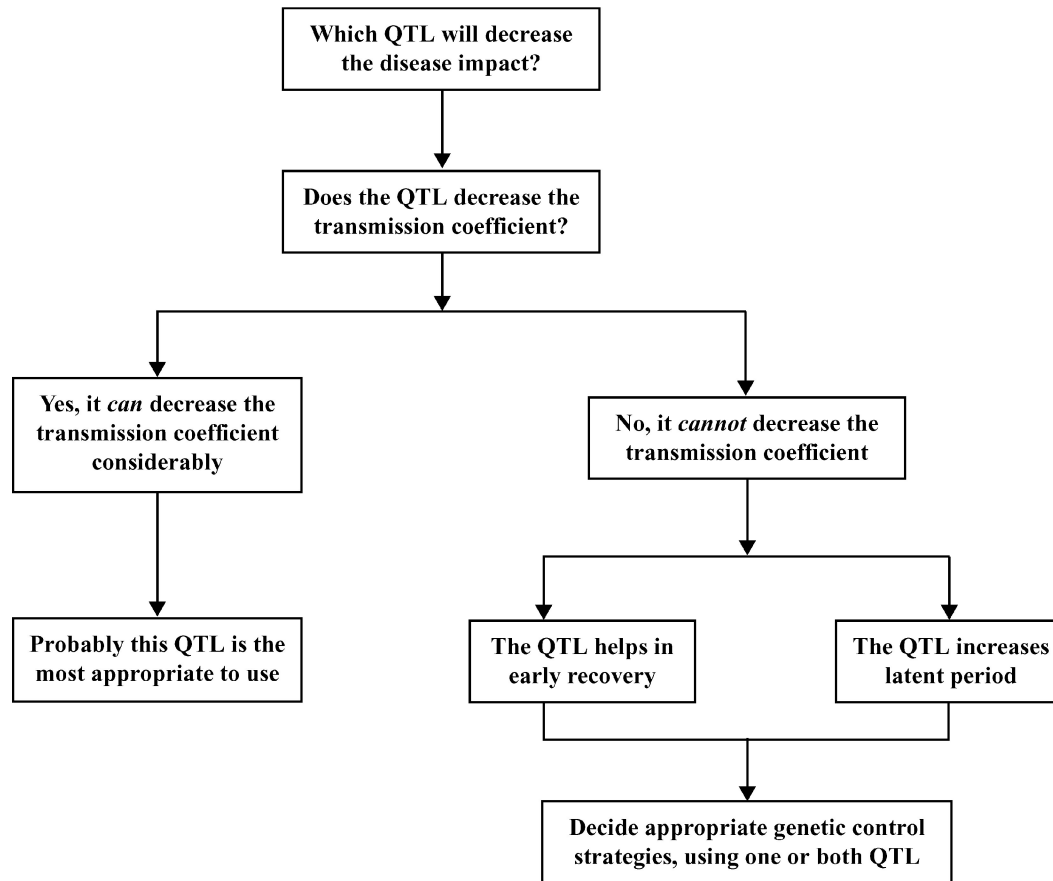 Which QTL will decrease
the disease impact?
Does the QTL decrease the
transmission coefficient?
Yes, it can decrease the
transmission coefficient
considerably
No, it cannot decrease the
transmission coefficient
Probably this QTL is the
most appropriate to use
The QTL helps in
early recovery
The QTL increases
latent period
Decide appropriate genetic control
strategies, using one or both QTL